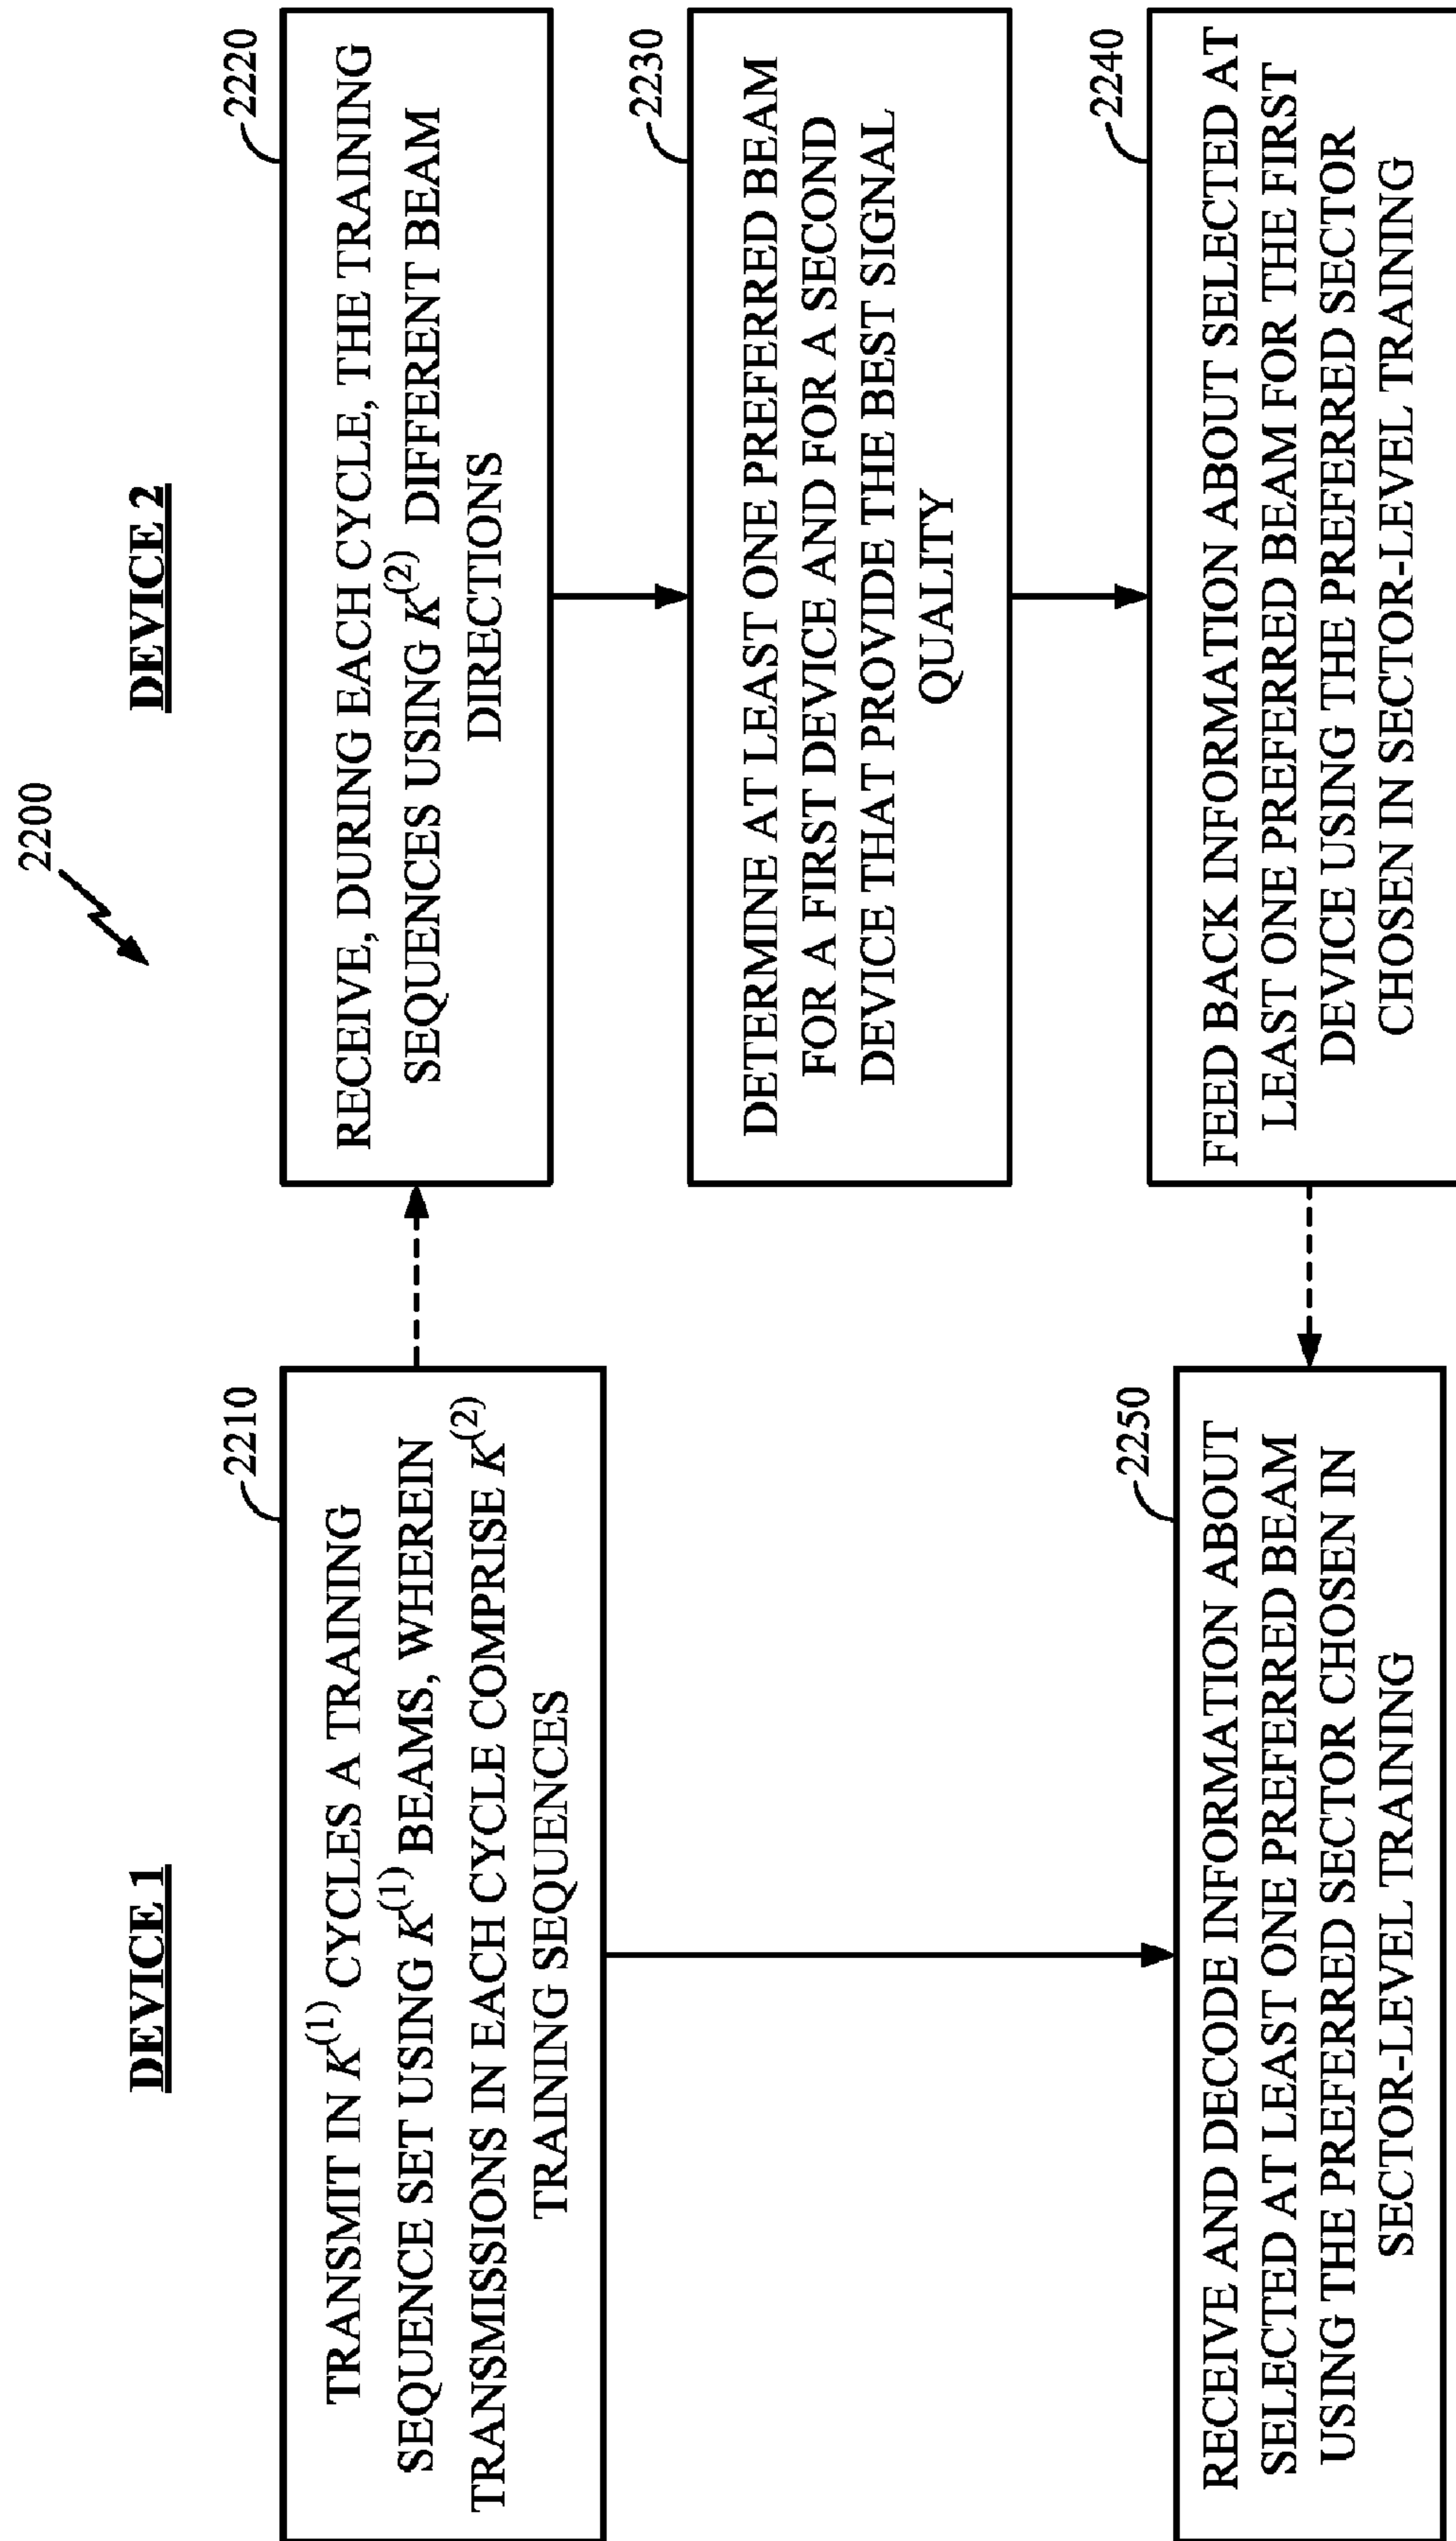 2200
DEVICE 1
DEVICE 2
2210
TRANSMIT IN K(1) CYCLES A TRAINING
SEQUENCE SET USING K(1) BEAMS, WHEREIN
TRANSMISSIONS IN EACH CYCLE COMPRISE K(2)
TRAINING SEQUENCES
2220
RECEIVE, DURING EACH CYCLE, THE TRAINING
SEQUENCES USING K(2) DIFFERENT BEAM
DIRECTIONS
2230
DETERMINE AT LEAST ONE PREFERRED BEAM
FOR A FIRST DEVICE AND FOR A SECOND
DEVICE THAT PROVIDE THE BEST SIGNAL
QUALITY
2240
FEED BACK INFORMATION ABOUT SELECTED AT
LEAST ONE PREFERRED BEAM FOR THE FIRST
DEVICE USING THE PREFERRED SECTOR
CHOSEN IN SECTOR-LEVEL TRAINING
2250
RECEIVE AND DECODE INFORMATION ABOUT
SELECTED AT LEAST ONE PREFERRED BEAM
USING THE PREFERRED SECTOR CHOSEN IN
SECTOR-LEVEL TRAINING